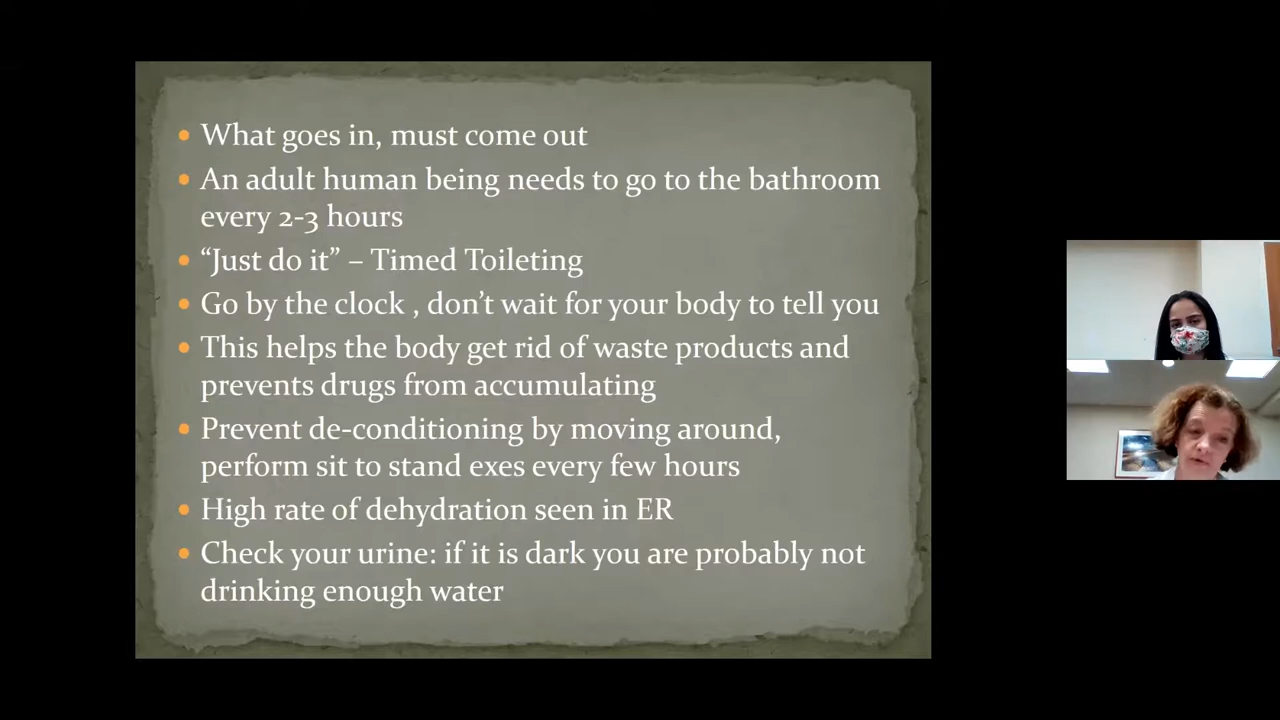 What goes in, must come out
An adult human being needs to go to the bathroom
every 2-3 hours
“Just do it” – Timed Toileting
Go by the clock , don’t wait for your body to tell you
This helps the body get rid of waste products and
prevents drugs from accumulating
Prevent de-conditioning by moving around,
perform sit to stand exes every few hours
High rate of dehydration seen in ER
Check your urine: if it is dark you are probably not
drinking enough water